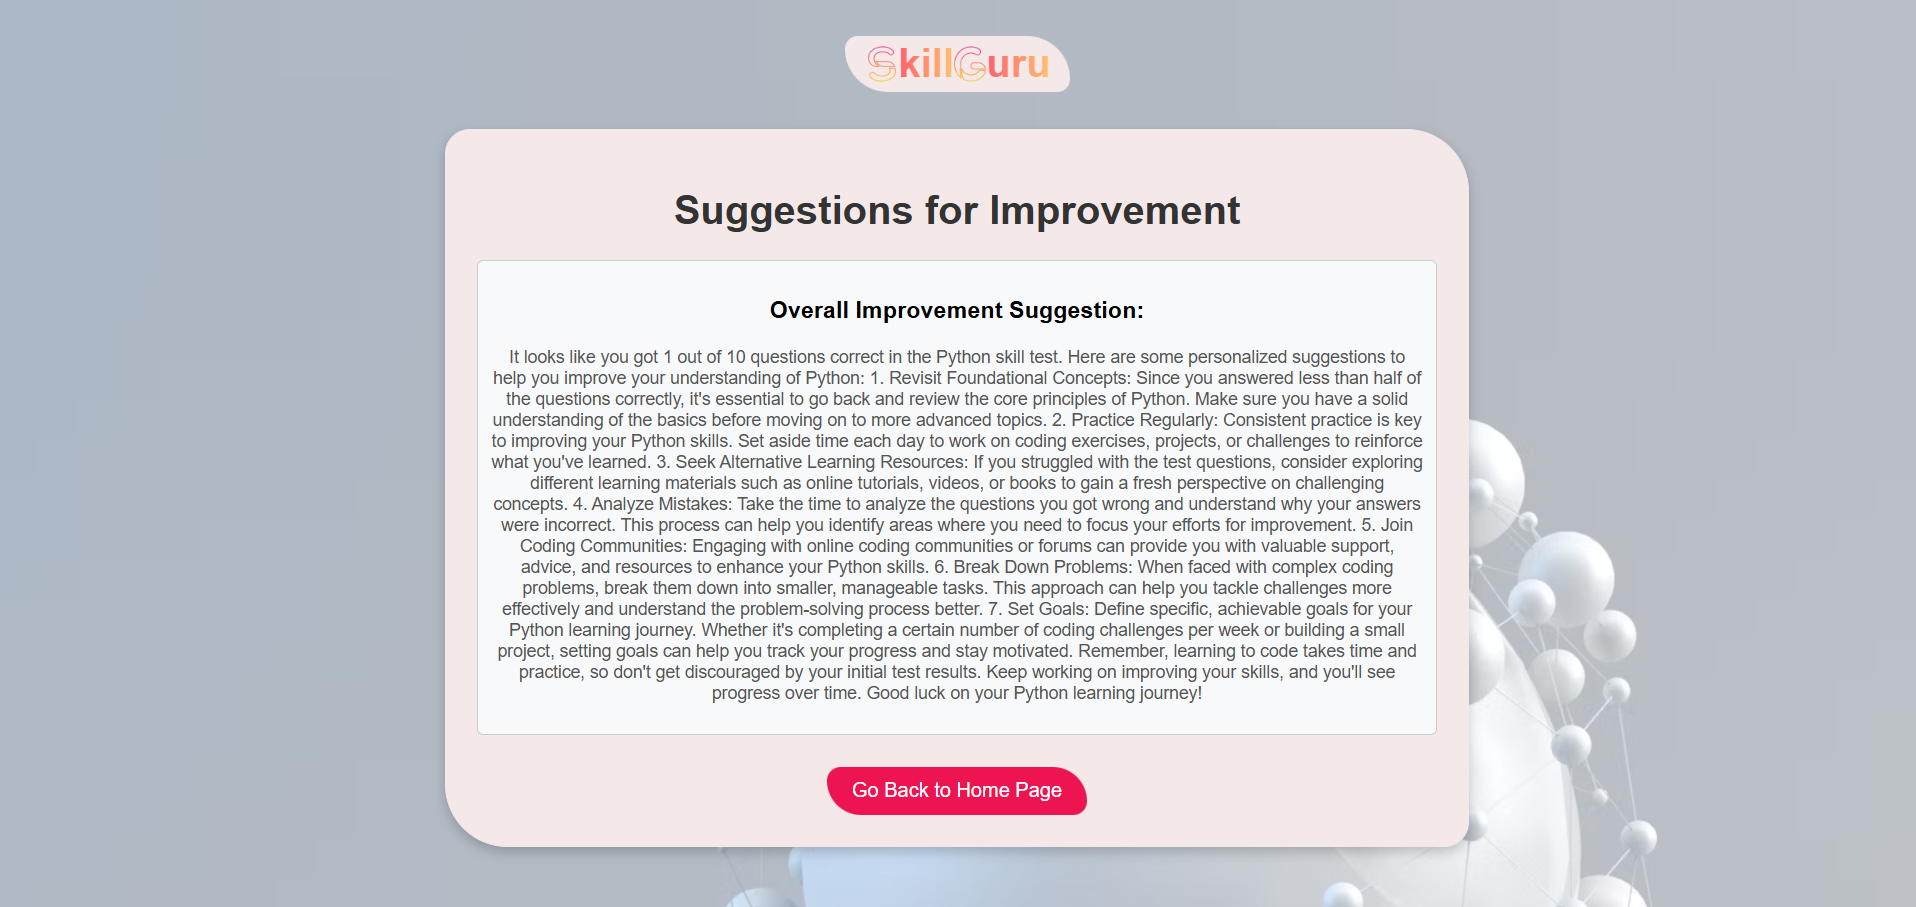 SkillGuru
Suggestions for Improvement
Overall Improvement Suggestion:
It looks like you got 1 out of 10 questions correct in the Python skill test. Here are some personalized suggestions to
help you improve your understanding of Python: 1. Revisit Foundational Concepts: Since you answered less than half of
the questions correctly, it's essential to go back and review the core principles of Python. Make sure you have a solid
understanding of the basics before moving on to more advanced topics. 2. Practice Regularly: Consistent practice is key
to improving your Python skills. Set aside time each day to work on coding exercises, projects, or challenges to reinforce
what you've learned. 3. Seek Alternative Learning Resources: If you struggled with the test questions, consider exploring
different learning materials such as online tutorials, videos, or books to gain a fresh perspective on challenging
concepts. 4. Analyze Mistakes: Take the time to analyze the questions you got wrong and understand why your answers
were incorrect. This process can help you identify areas where you need to focus your efforts for improvement. 5. Join
Coding Communities: Engaging with online coding communities or forums can provide you with valuable support,
advice, and resources to enhance your Python skills. 6. Break Down Problems: When faced with complex coding
problems, break them down into smaller, manageable tasks. This approach can help you tackle challenges more
effectively and understand the problem-solving process better. 7. Set Goals: Define specific, achievable goals for your
Python learning journey. Whether it's completing a certain number of coding challenges per week or building a small
project, setting goals can help you track your progress and stay motivated. Remember, learning to code takes time and
practice, so don't get discouraged by your initial test results. Keep working on improving your skills, and you'll see
progress over time. Good luck on your Python learning journey!
Go Back to Home Page